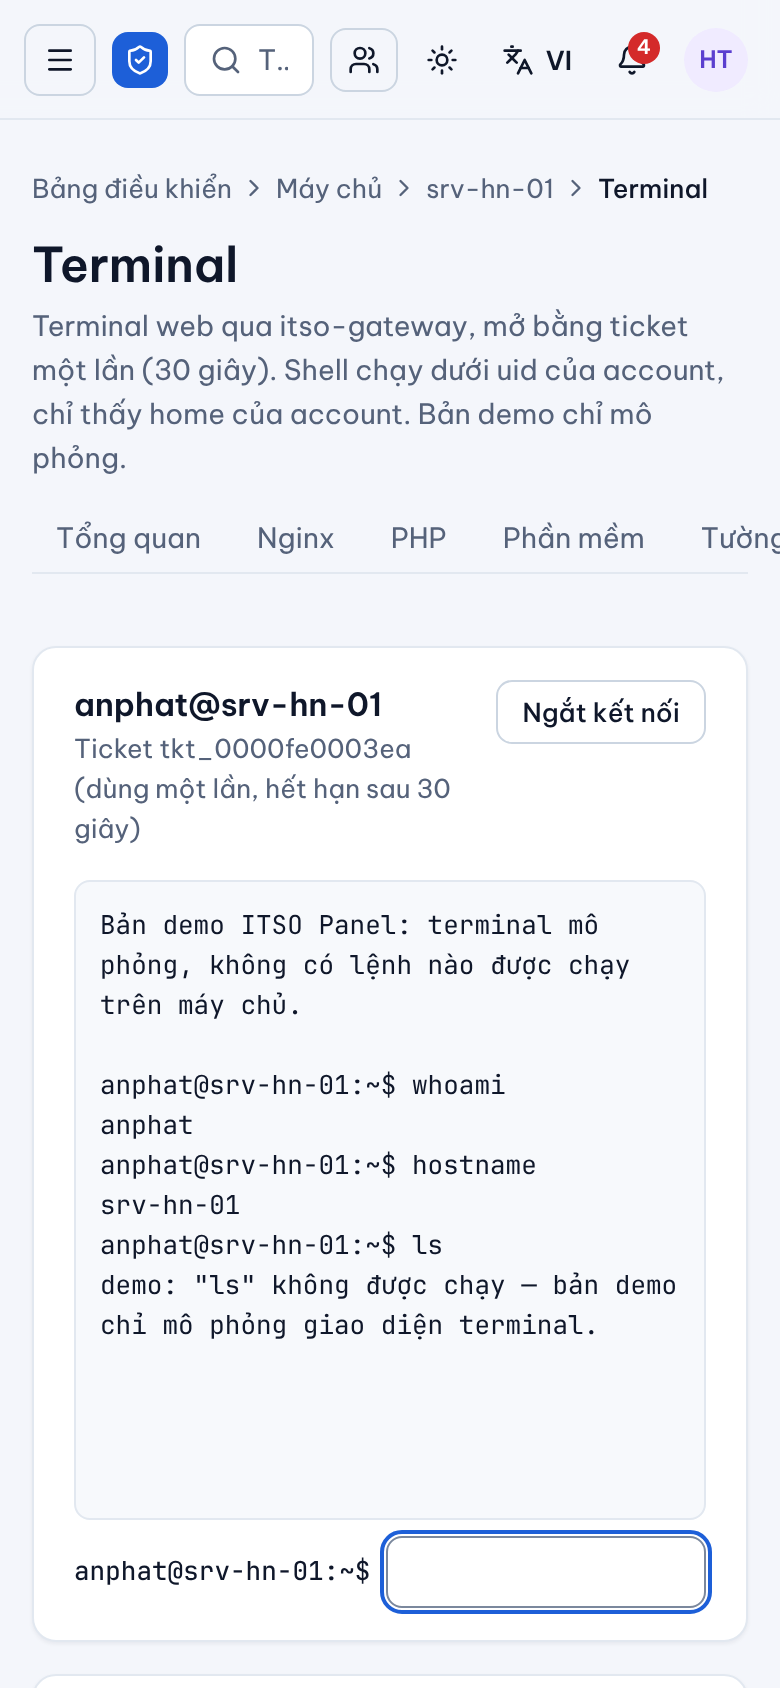 T..
VI
4
HT
Bảng điều khiển > Máy chủ > srv-hn-01 > Terminal
Terminal
Terminal web qua itso-gateway, mở bằng ticket
một lần (30 giây). Shell chạy dưới uid của account,
chỉ thấy home của account. Bản demo chỉ mô
phỏng.
Tổng quan Nginx PHP Phần mềm Tường
anphat@srv-hn-01
Ngắt kết nối
Ticket tkt_0000fe0003ea
(dùng một lần, hết hạn sau 30
giây)
Bản demo ITSO Panel: terminal mô
phỏng, không có lệnh nào được chạy
trên máy chủ.
anphat@srv-hn-01:~$ whoami
anphat
anphat@srv-hn-01:~$ hostname
srv-hn-01
anphat@srv-hn-01:~$ ls
demo: "ls" không được chạy — bản demo
chỉ mô phỏng giao diện terminal.
anphat@srv-hn-01:~$